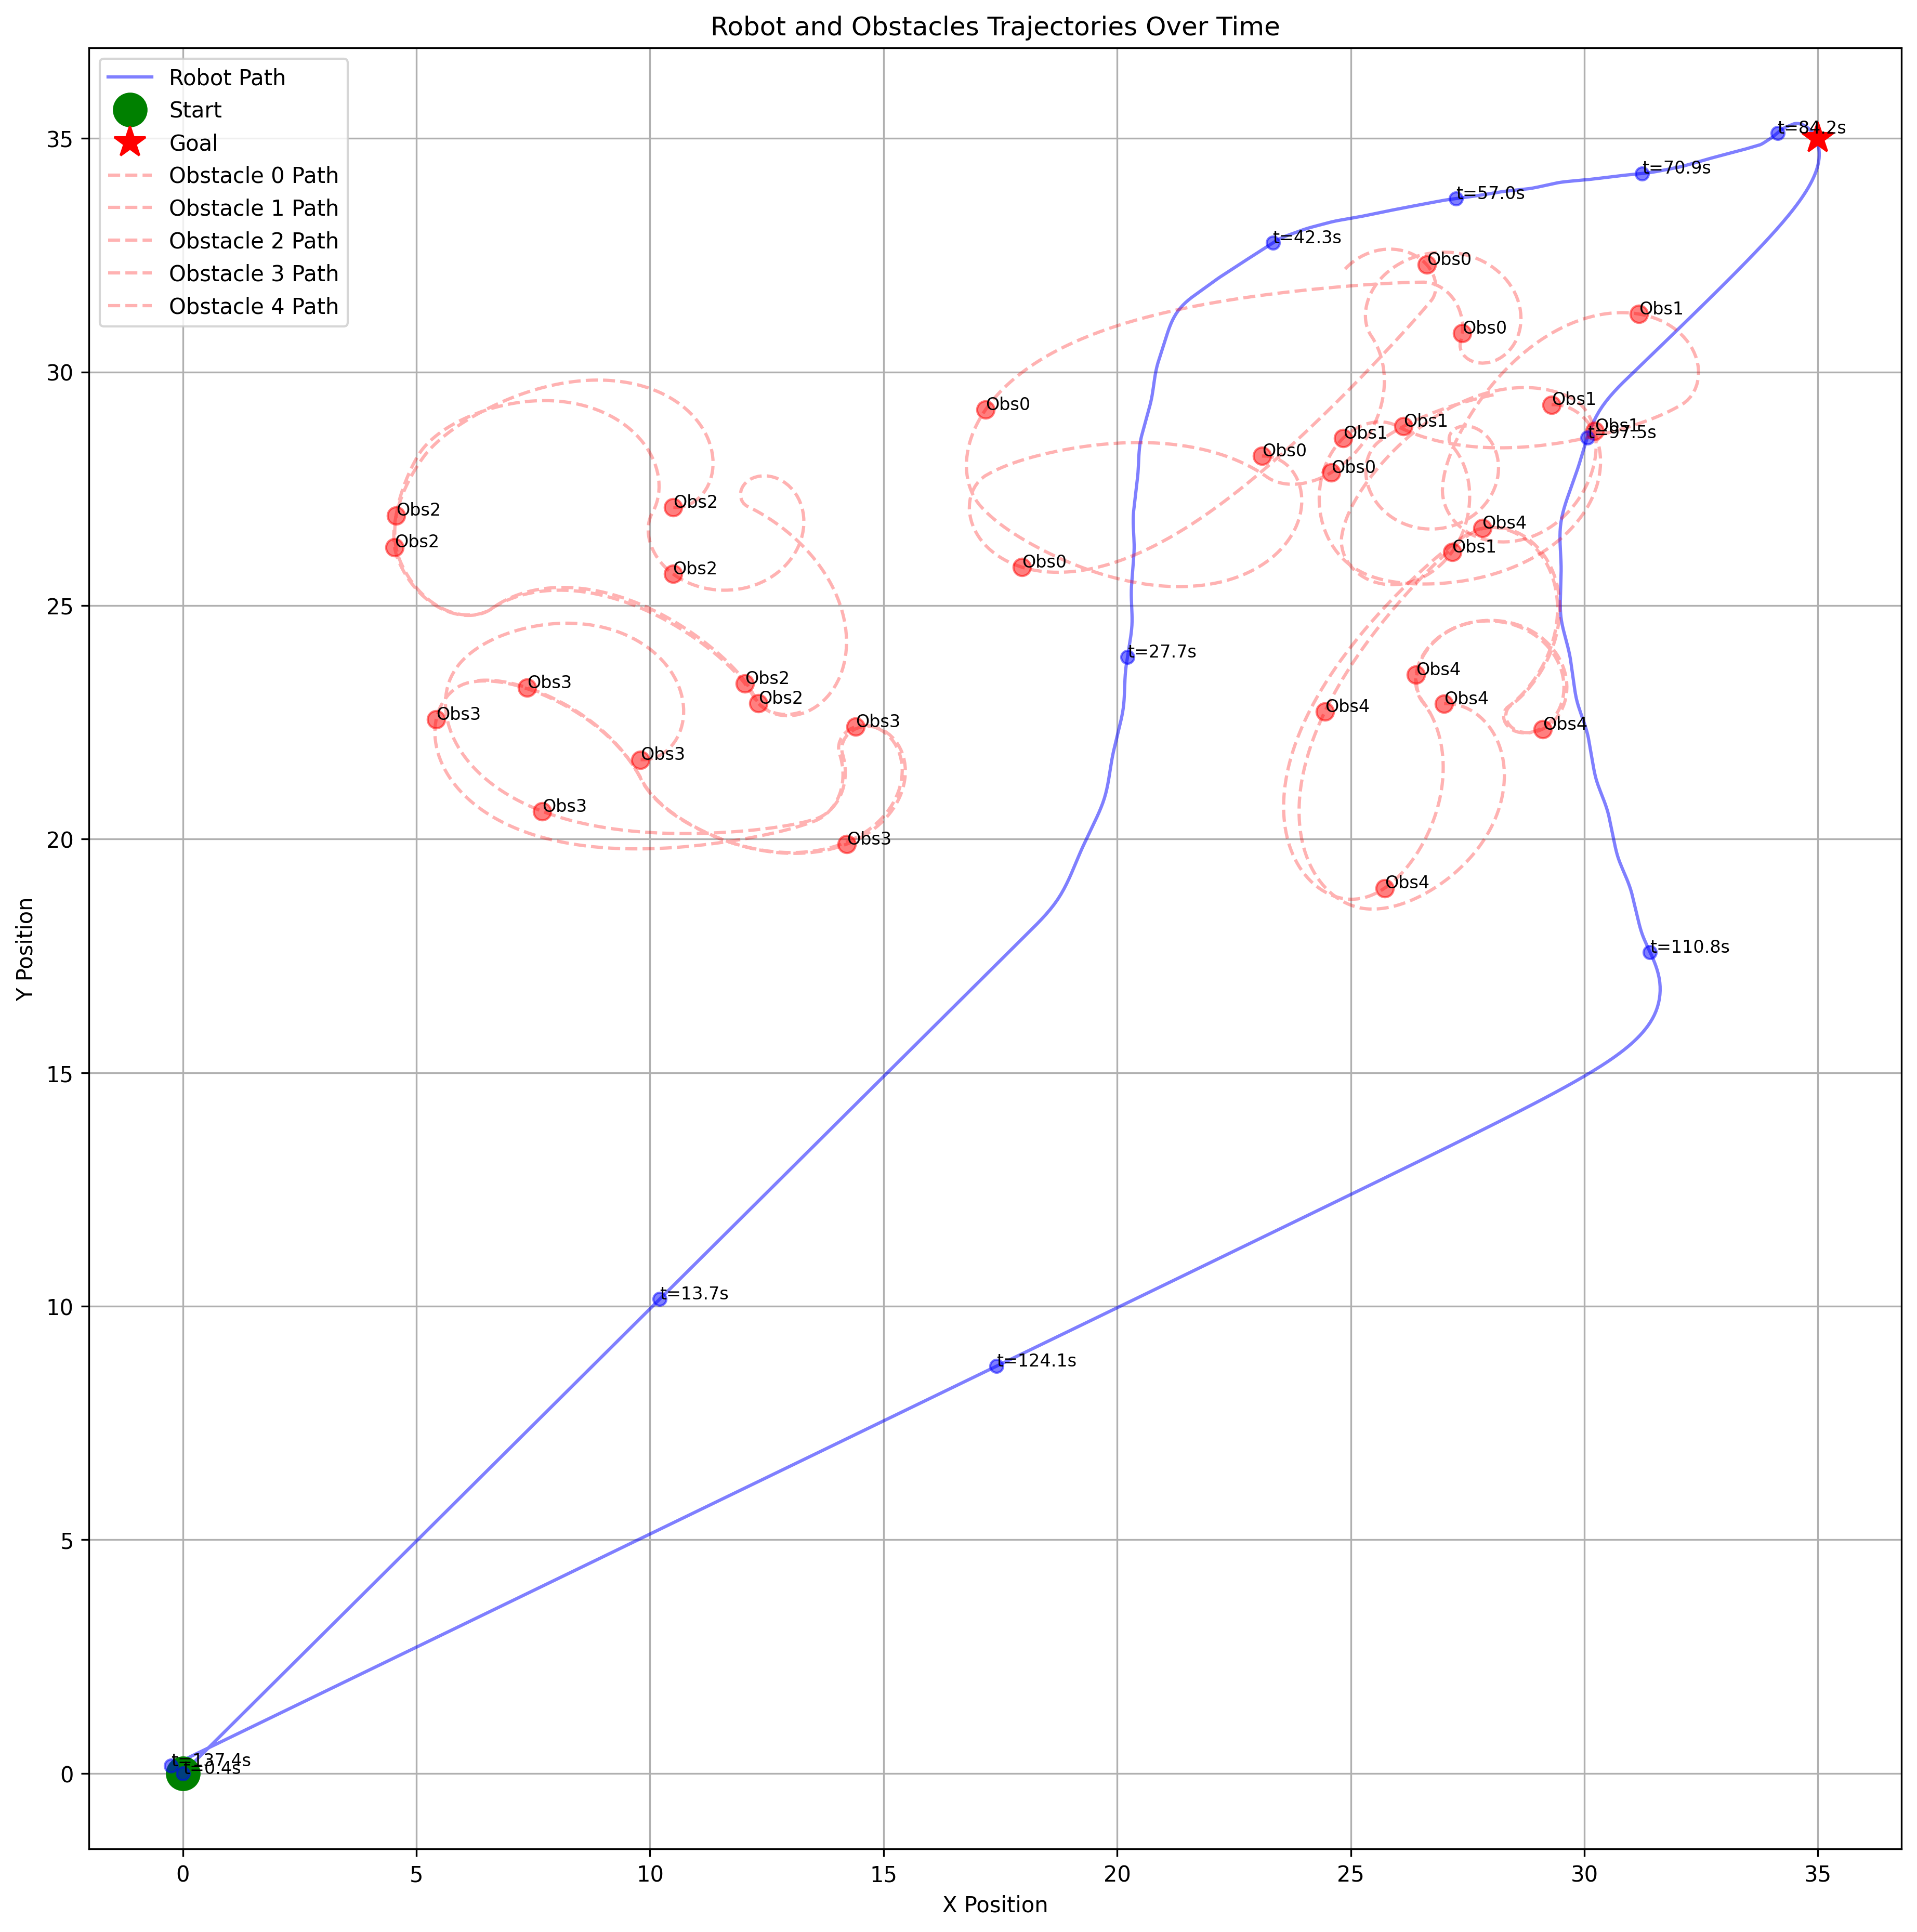 Robot and Obstacles Trajectories Over Time
Robot Path
Start
Goal
Obstacle 0 Path
Obstacle 1 Path
Obstacle 2 Path
Obstacle 3 Path
Obstacle 4 Path
t=84.2s
t=70.9s
t=57.0s
t=42.3s
Obs0
Obs1
Obs0
Obs0
Obs1
Obs1
Obs1
t=97.5s
Obs1
Obs0
Obs0
Obs2
Obs2
Obs4
Obs2
Obs1
Obs2
Obs0
t=27.7s
Obs3
Obs2
Obs4
Obs2
Obs4
Obs3
Obs4
Obs3
Obs4
Obs3
Obs3
Obs3
Obs4
t=110.8s
t=13.7s
t=124.1s
t=137.4s
t=0.4s
35
30
25
20
15
10
5
0
Y Position
0
5
10
15
20
25
30
35
X Position